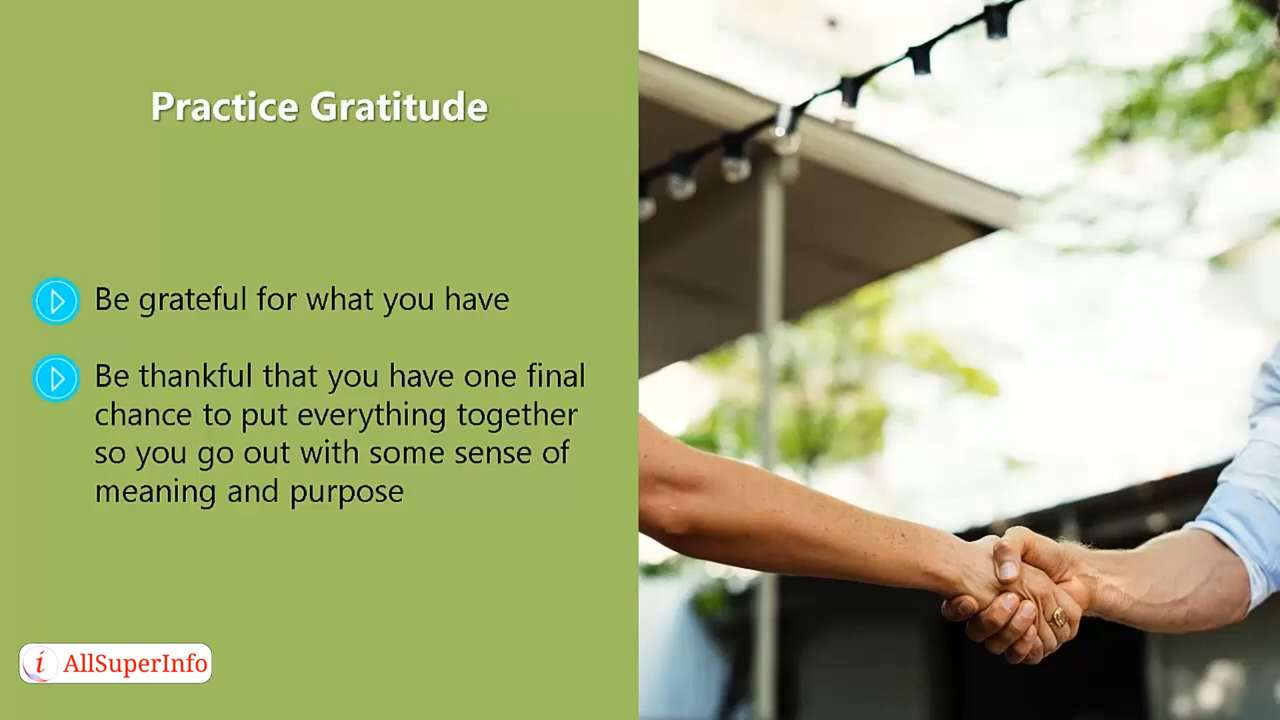 Practice Gratitude
Be grateful for what you have
Be thankful that you have one final
chance to put everything together
so you go out with some sense of
meaning and purpose
i AllSuperInfo